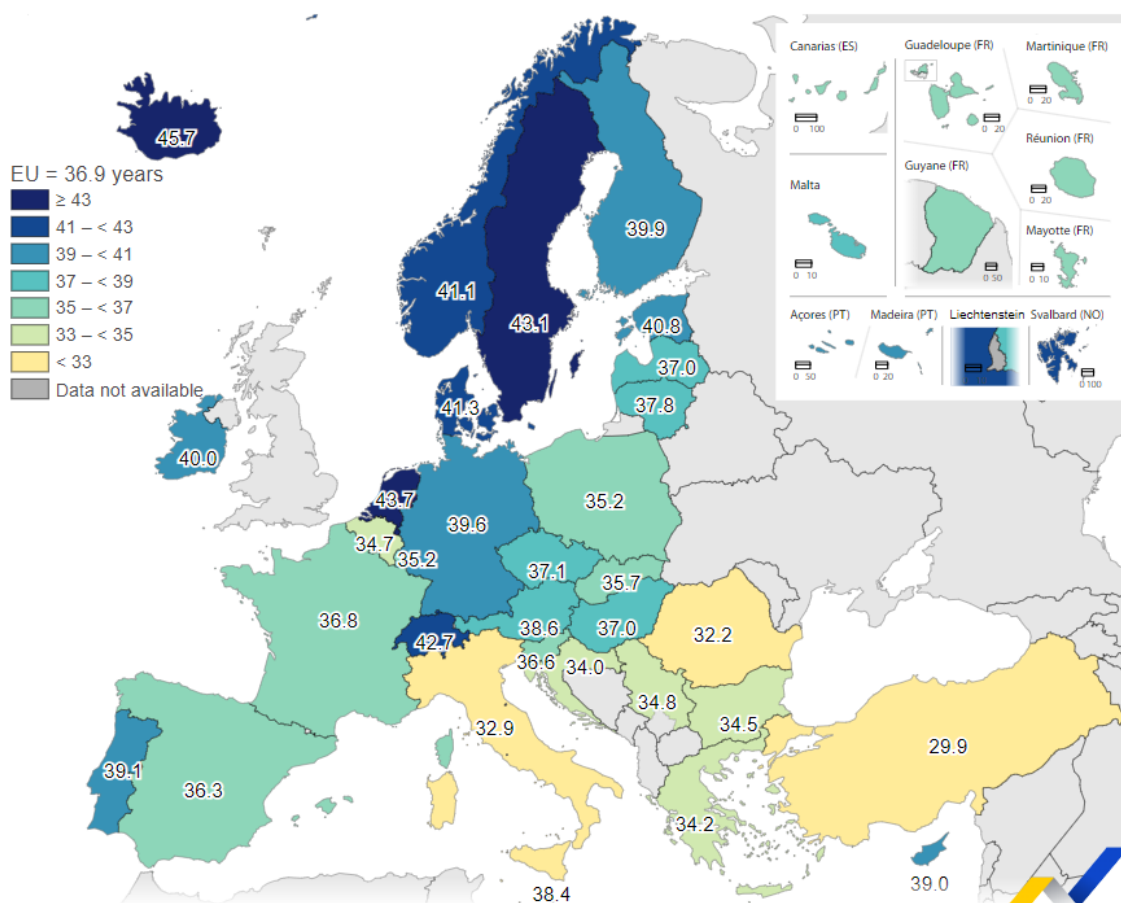 EU = 36.9 years
≥ 43
41 – < 43
39 – < 41
37 – < 39
35 – < 37
33 – < 35
< 33
Data not available
45.7
41.1
43.1
39.9
40.8
37.0
37.8
41.3
40.0
43.7
39.6
35.2
34.7
35.2
37.1
35.7
36.8
42.7
38.6
37.0
32.2
36.6
34.0
34.8
34.5
32.9
29.9
39.1
36.3
34.2
38.4
39.0
Canarias (ES)
0 100
Guadeloupe (FR)
0 20
Martinique (FR)
0 20
Réunion (FR)
0 20
Guyane (FR)
0 50
Malta
0 10
Mayotte (FR)
0 10
Açores (PT)
0 50
Madeira (PT)
0 20
Liechtenstein
Svalbard (NO)
0 100